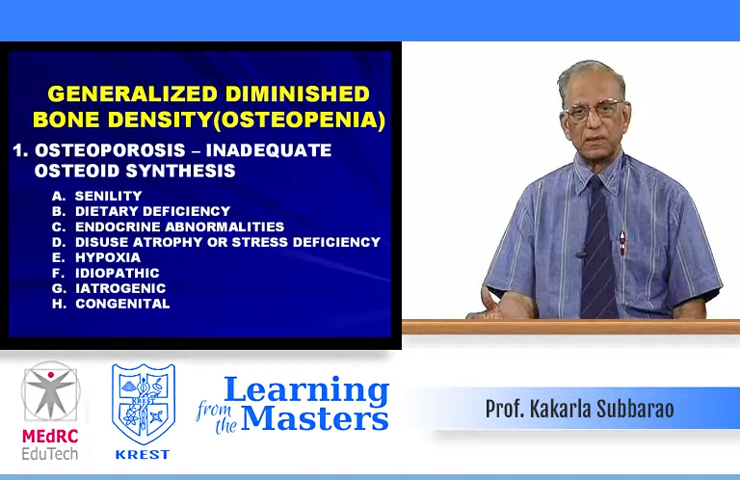 GENERALIZED DIMINISHED
BONE DENSITY(OSTEOPENIA)
1. OSTEOPOROSIS – INADEQUATE
OSTEOID SYNTHESIS
A. SENILITY
B. DIETARY DEFICIENCY
C. ENDOCRINE ABNORMALITIES
D. DISUSE ATROPHY OR STRESS DEFICIENCY
E. HYPOXIA
F. IDIOPATHIC
G. IATROGENIC
H. CONGENITAL
MEdRC
EduTech
KREST
KREST
Learning
from the
Masters
Prof. Kakarla Subbarao